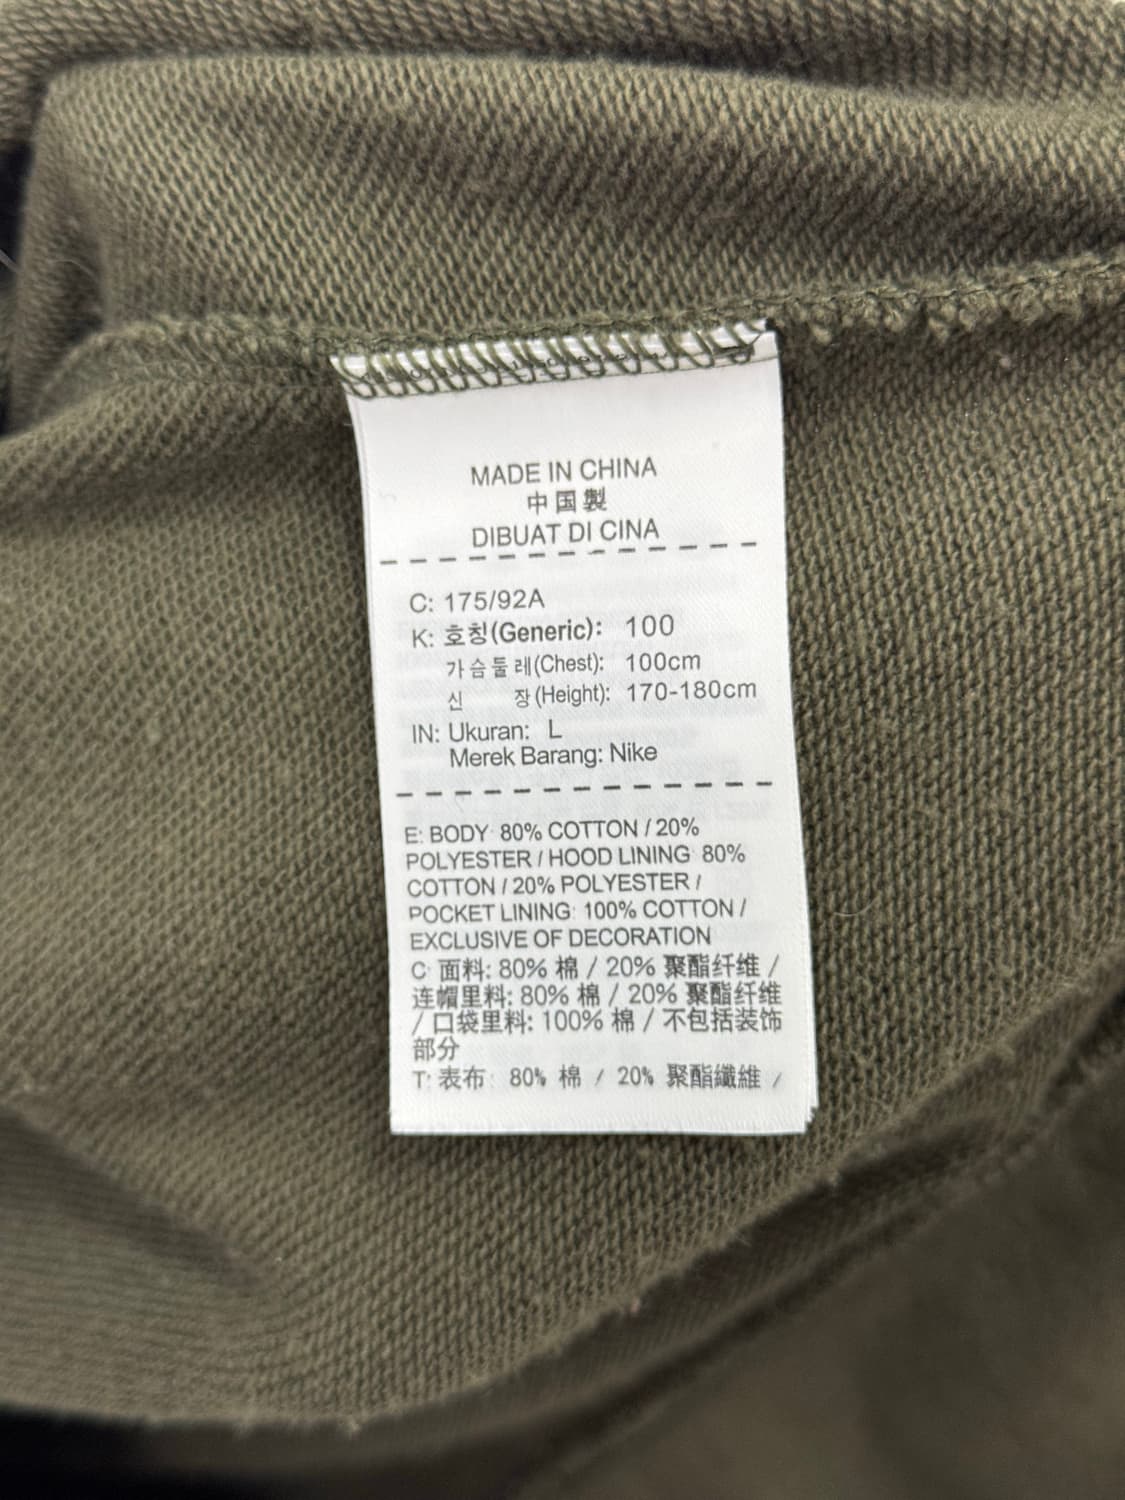 MADE IN CHINA
中国製
DIBUAT DI CINA
C: 175/92A
K: 호칭(Generic): 100
가슴둘레(Chest): 100cm
신 장(Height): 170-180cm
IN: Ukuran: L
Merek Barang: Nike
E: BODY 80% COTTON / 20%
POLYESTER / HOOD LINING 80%
COTTON / 20% POLYESTER /
POCKET LINING: 100% COTTON /
EXCLUSIVE OF DECORATION
C 面料: 80% 棉 / 20% 聚酯纤维 /
连帽里料: 80% 棉 / 20% 聚酯纤维
/ 口袋里料: 100% 棉 / 不包括装饰
部分
T: 表布: 80% 棉 / 20% 聚酯纖維 /